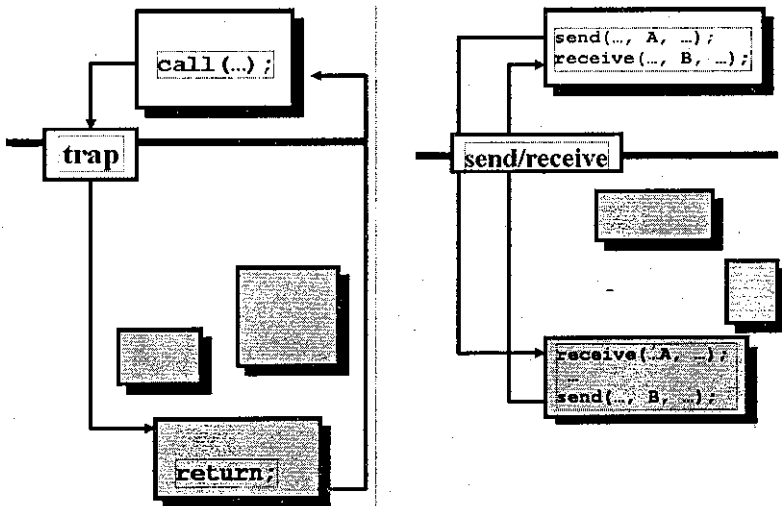 call(…);
trap
return;
send(…, A, …);
receive(…, B, …);
send/receive
receive(…A, …);
…
send(…, B, …);